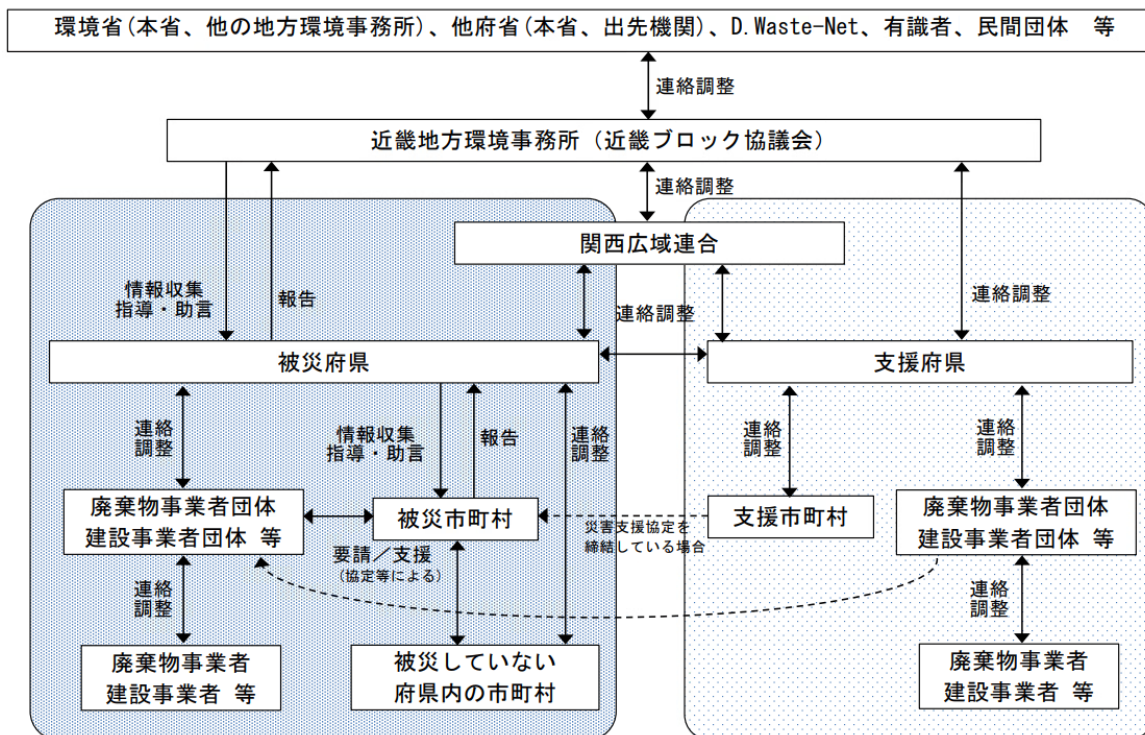 環境省(本省、他の地方環境事務所)、他府省(本省、出先機関)、D.Waste-Net、有識者、民間団体 等
連絡調整
近畿地方環境事務所(近畿ブロック協議会)
連絡調整
関西広域連合
情報収集
指導・助言
報告
連絡調整
連絡調整
被災府県
支援府県
連絡
調整
情報収集
指導・助言
報告
連絡
調整
連絡
調整
連絡
調整
廃棄物事業者団体
建設事業者団体 等
被災市町村
災害支援協定を
締結している場合
支援市町村
廃棄物事業者団体
建設事業者団体 等
要請/支援
(協定等による)
連絡
調整
連絡
調整
廃棄物事業者
建設事業者 等
被災していない
府県内の市町村
廃棄物事業者
建設事業者 等